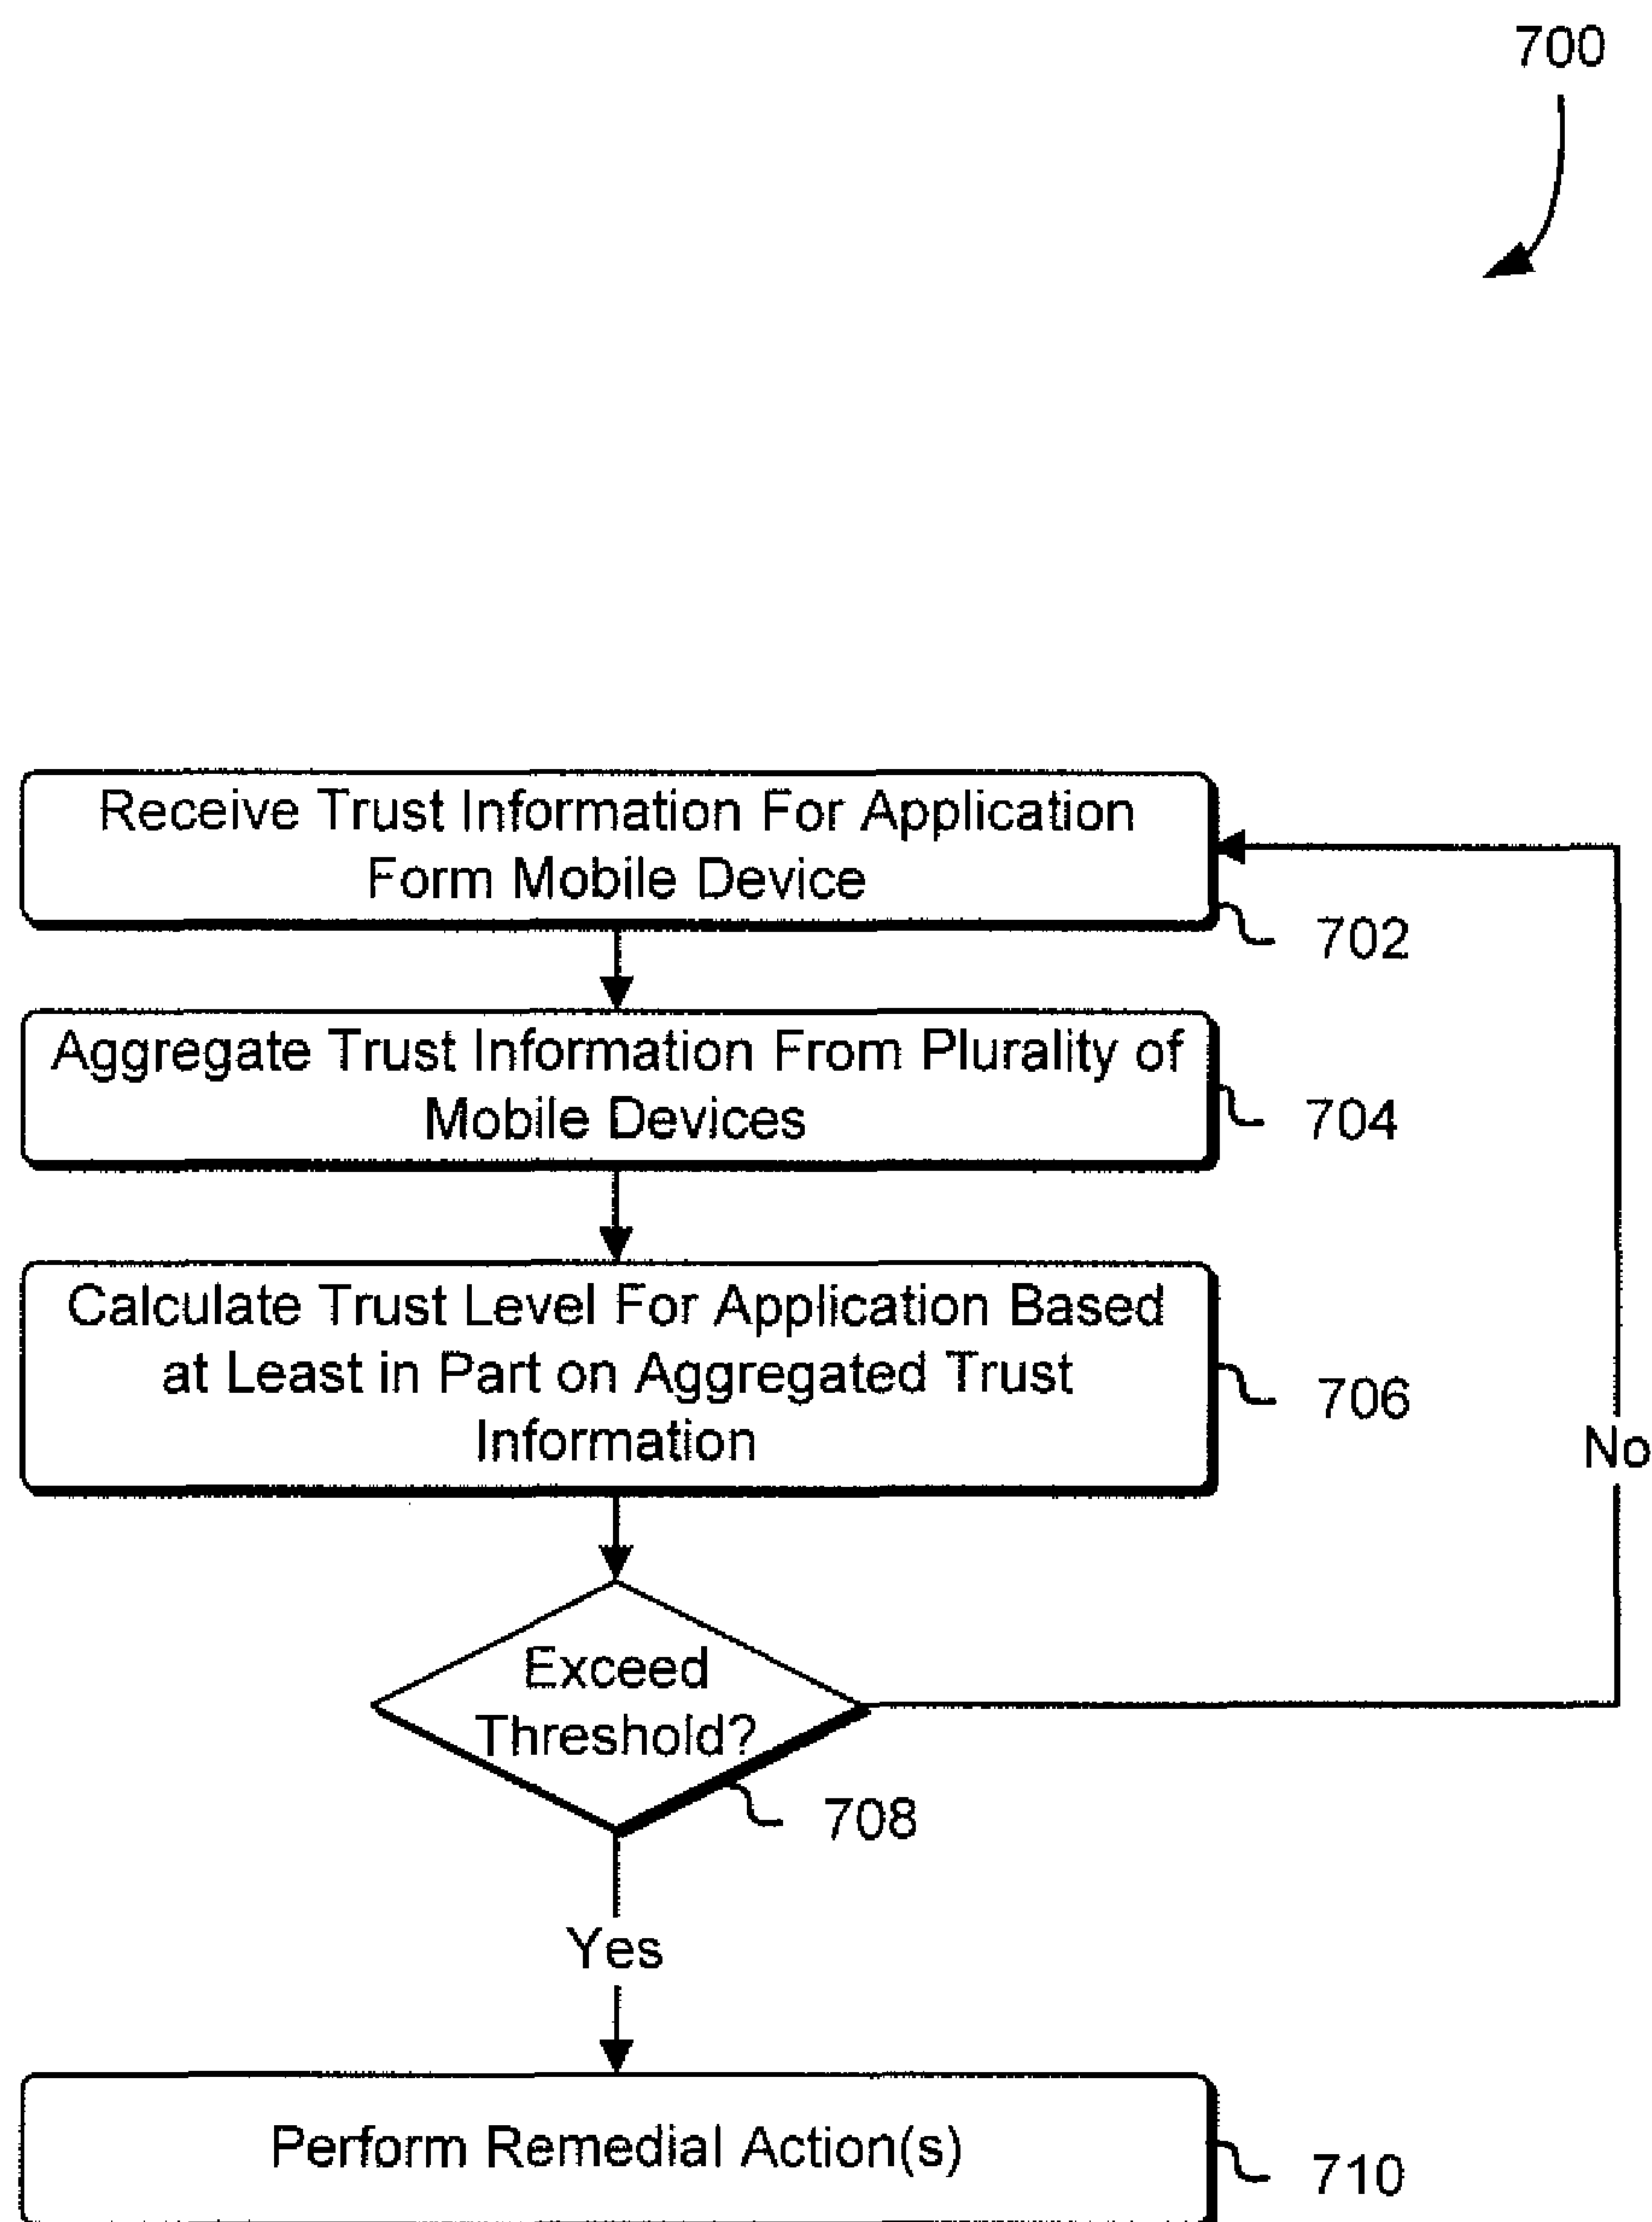 700
Receive Trust Information For Application
Form Mobile Device
702
Aggregate Trust Information From Plurality of
Mobile Devices
704
Calculate Trust Level For Application Based
at Least in Part on Aggregated Trust
Information
706
No
Exceed
Threshold?
708
Yes
Perform Remedial Action(s)
710